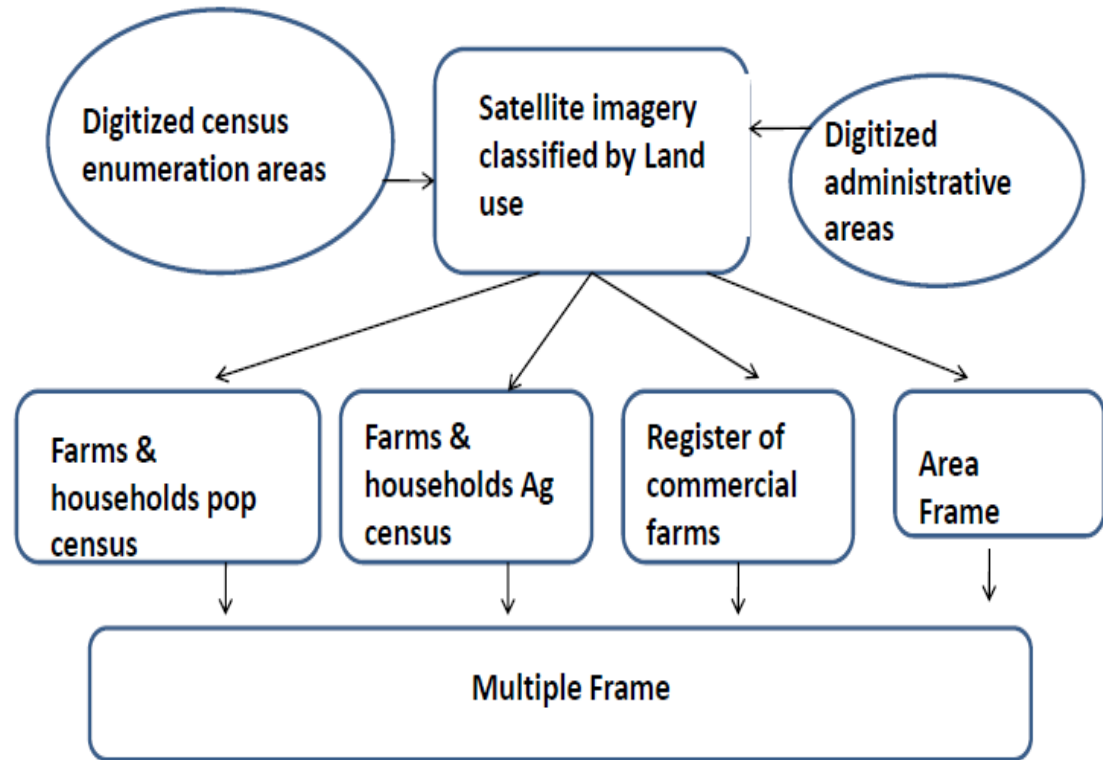 Digitized census
enumeration areas
Satellite imagery
classified by Land
use
Digitized
administrative
areas
Farms &
households pop
census
Farms &
households Ag
census
Register of
commercial
farms
Area
Frame
Multiple Frame